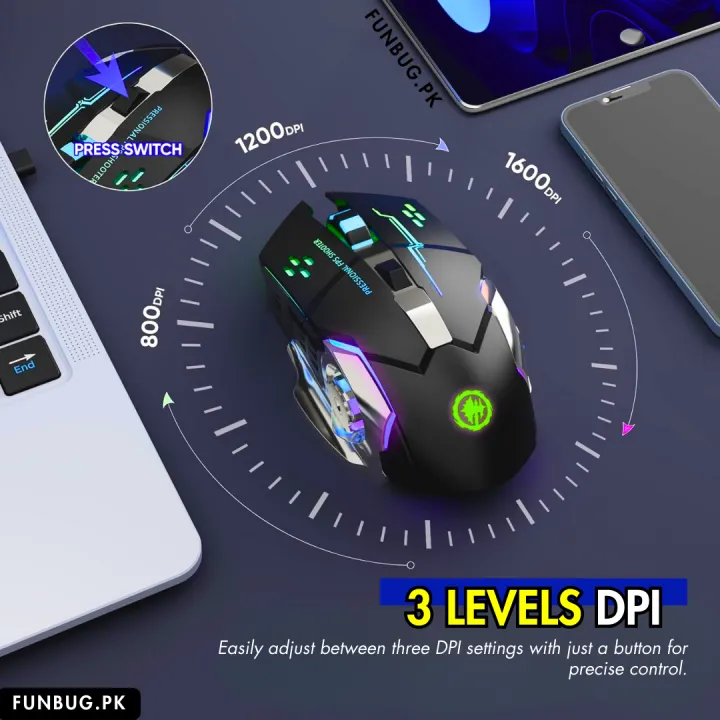 FUNBUG.PK
PRESSIONAL
SHOOTER
PRESS SWITCH
1200DPI
1600DPI
800DPI
PRESSIONAL FPS SHOOTER
Shift
End
3 LEVELS DPI
Easily adjust between three DPI settings with just a button for
precise control.
FUNBUG.PK